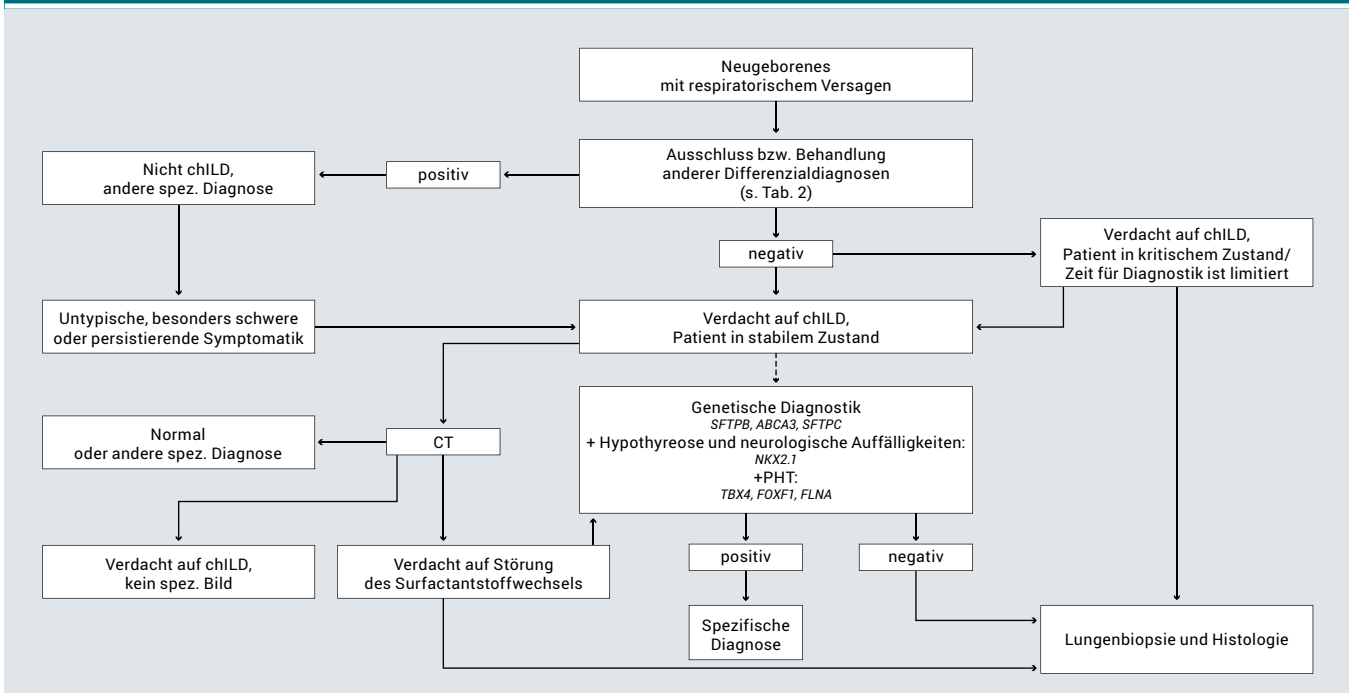 Neugeborenes
mit respiratorischem Versagen
Nicht chILD,
andere spez. Diagnose
positiv
Ausschluss bzw. Behandlung
anderer Differenzialdiagnosen
(s. Tab. 2)
negativ
Verdacht auf chILD,
Patient in kritischem Zustand/
Zeit für Diagnostik ist limitiert
Untypische, besonders schwere
oder persistierende Symptomatik
Verdacht auf chILD,
Patient in stabilem Zustand
Normal
oder andere spez. Diagnose
CT
Genetische Diagnostik
SFTPB, ABCA3, SFTPC
+ Hypothyreose und neurologische Auffälligkeiten:
NKX2.1
+PHT:
TBX4, FOXF1, FLNA
Verdacht auf chILD,
kein spez. Bild
Verdacht auf Störung
des Surfactantstoffwechsels
positiv
negativ
Spezifische
Diagnose
Lungenbiopsie und Histologie